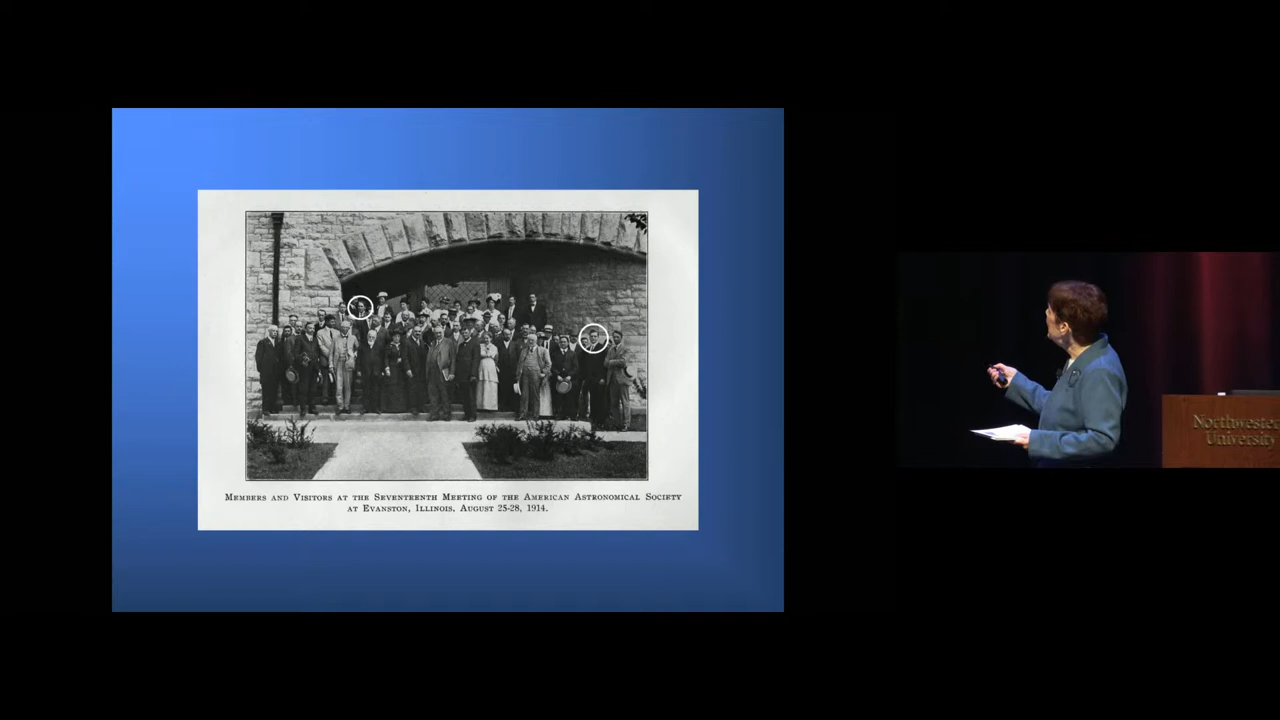 Members and Visitors at the Seventeenth Meeting of the American Astronomical Society
at Evanston, Illinois, August 25-28, 1914.
Northwestern
University